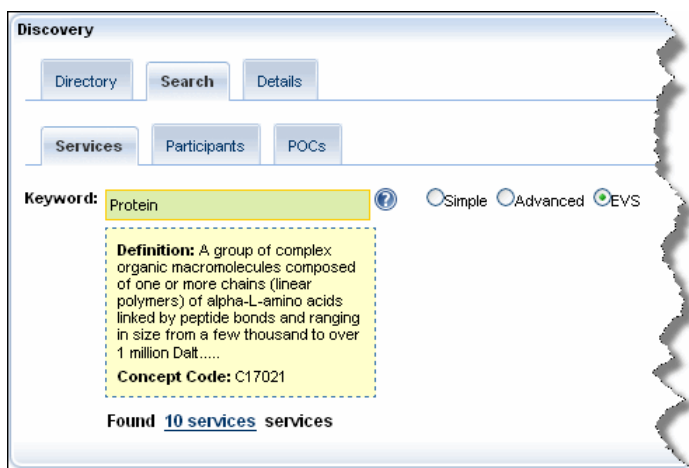 Discovery
Directory Search Details
Services Participants POCs
Keyword: Protein ? Simple Advanced EVS
Definition: A group of complex
organic macromolecules composed
of one or more chains (linear
polymers) of alpha-L-amino acids
linked by peptide bonds and ranging
in size from a few thousand to over
1 million Dalt.....
Concept Code: C17021
Found 10 services services